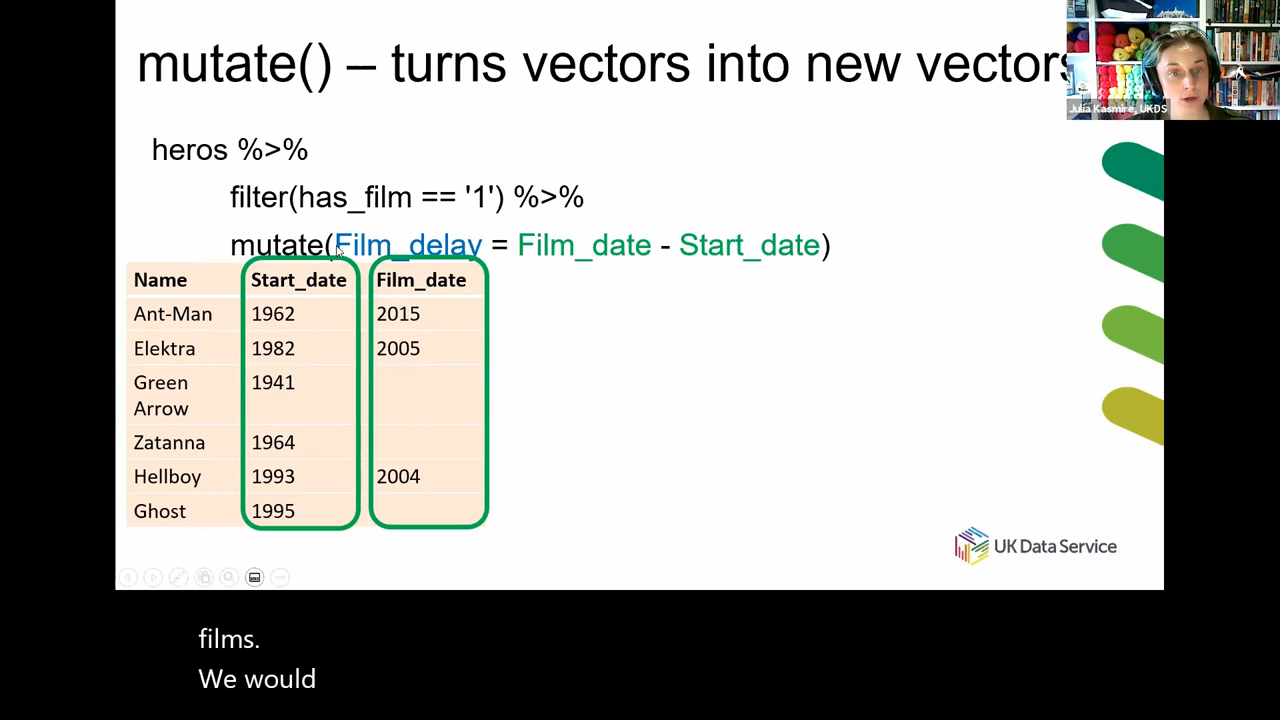 mutate() – turns vectors into new vectors
Julia Kasmire, UKDS
heros %>%
filter(has_film == '1') %>%
mutate(Film_delay = Film_date - Start_date)
Name Start_date Film_date
Ant-Man 1962 2015
Elektra 1982 2005
Green 1941
Arrow
Zatanna 1964
Hellboy 1993 2004
Ghost 1995
UK Data Service
films.
We would